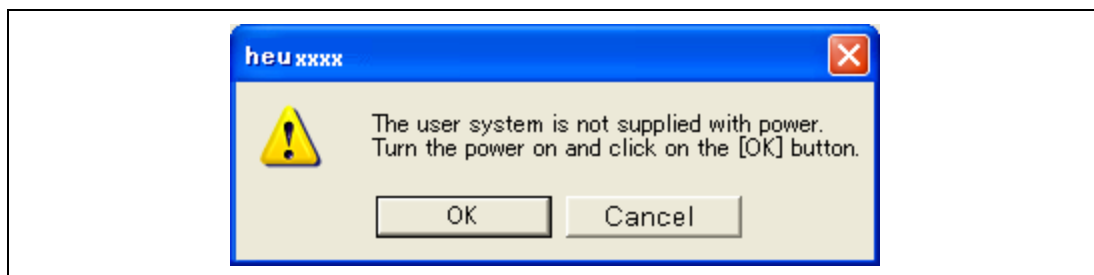 heu xxxx
The user system is not supplied with power.
Turn the power on and click on the [OK] button.
OK
Cancel